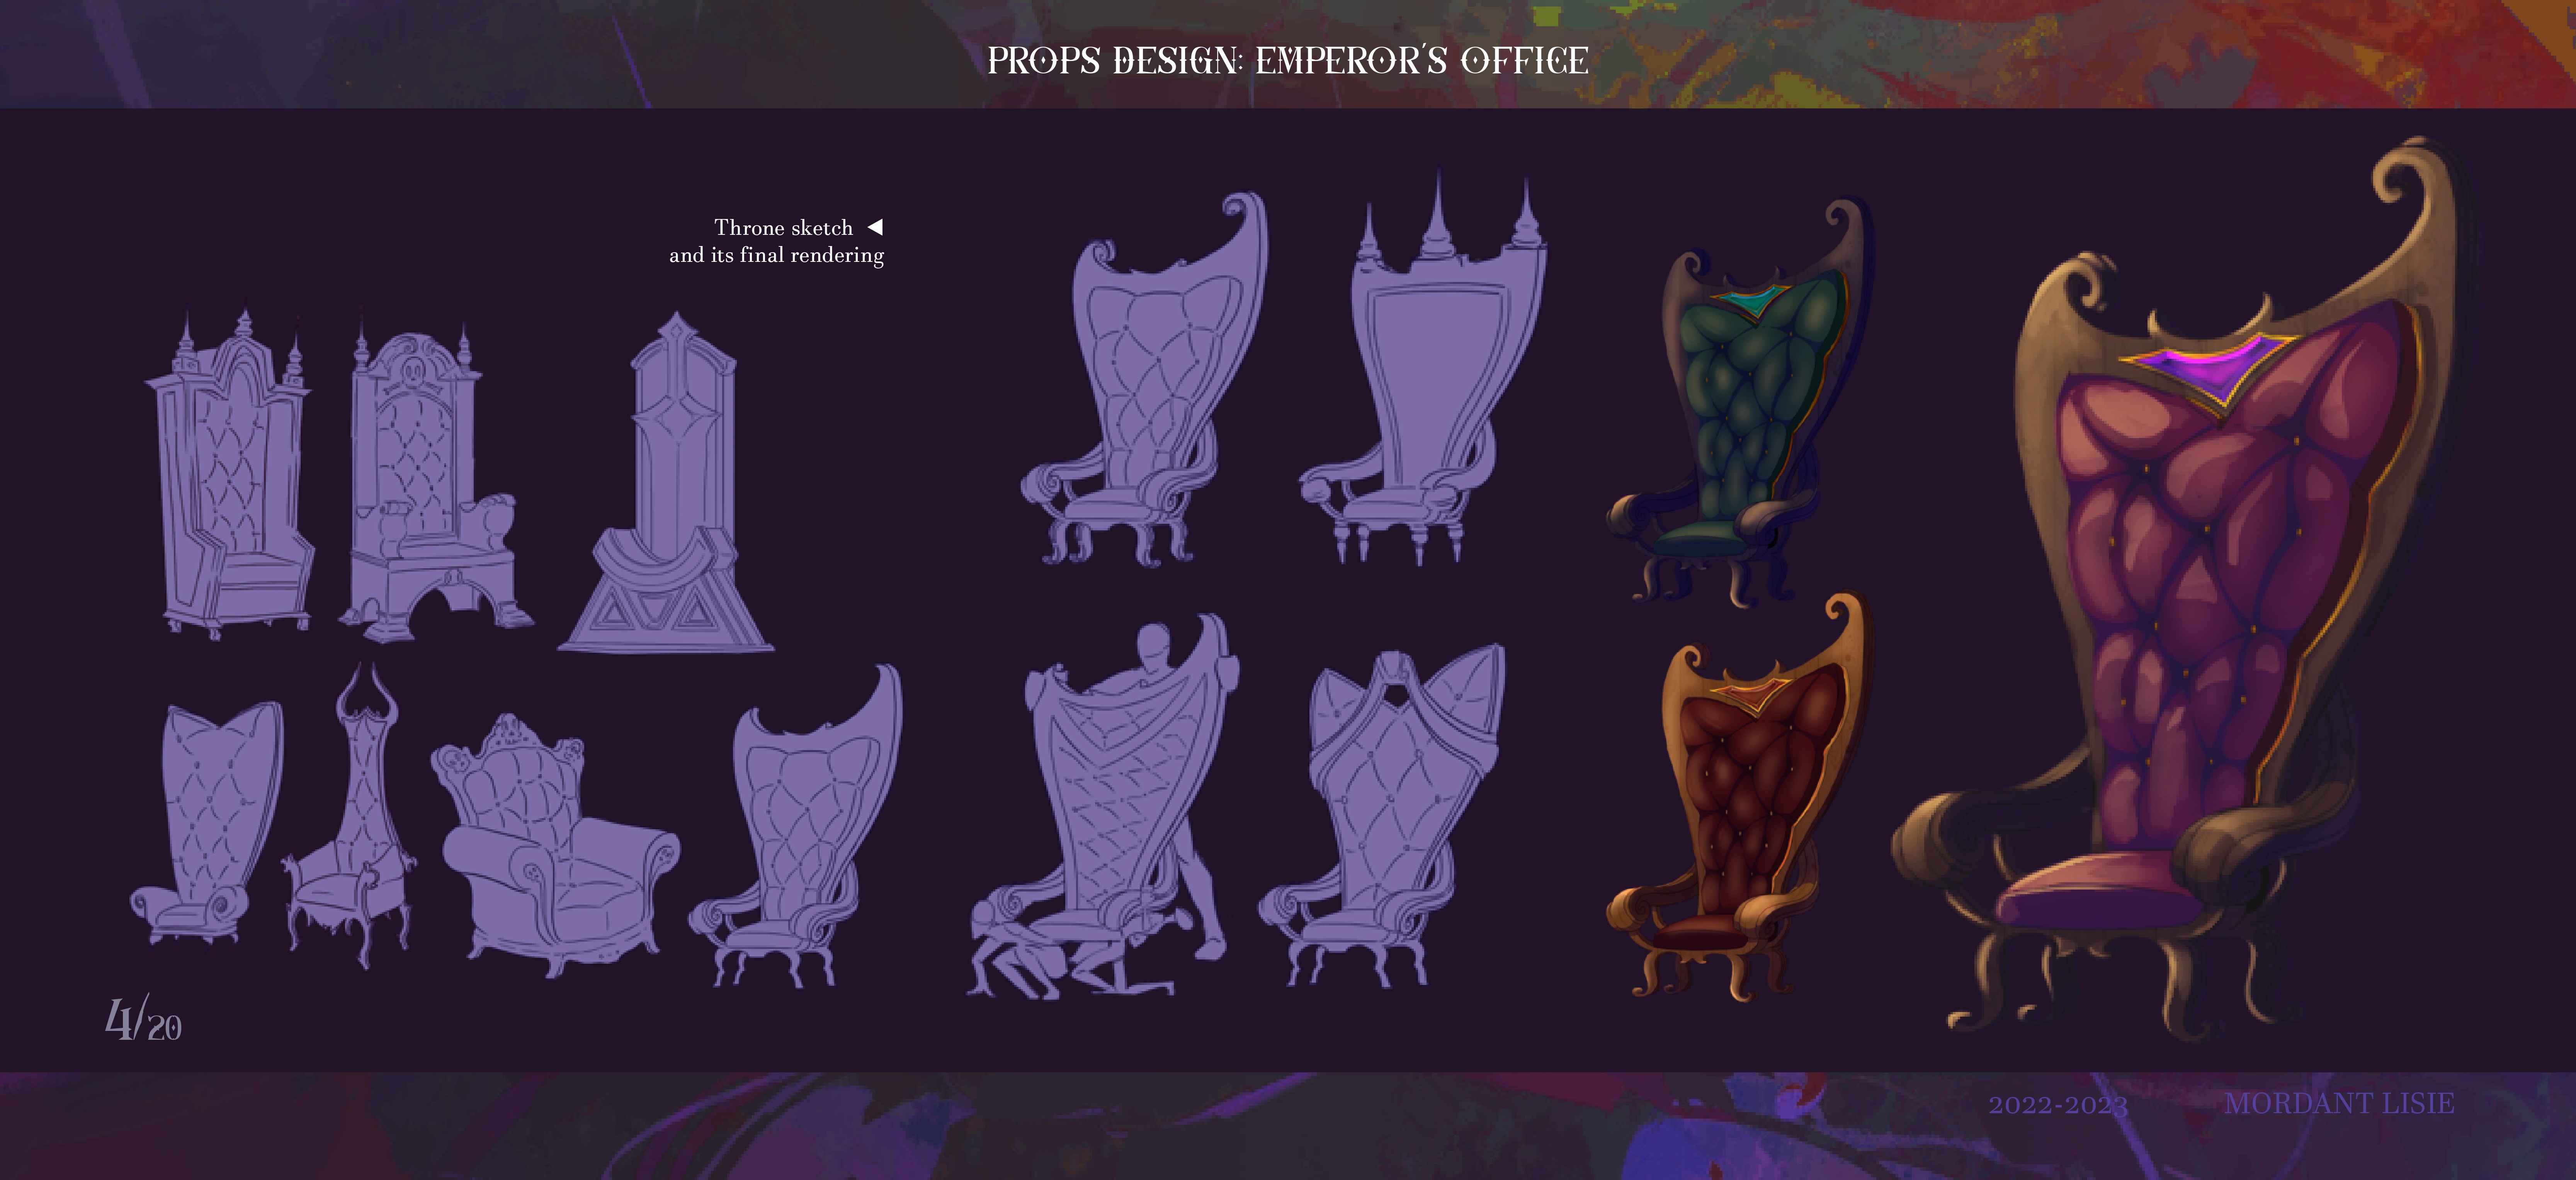 PROPS DESIGN: EMPEROR'S OFFICE
Throne sketch ◀
and its final rendering
4/20
2022-2023 MORDANT LISIE